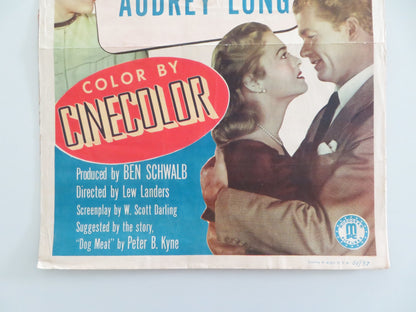 AUDREY LONG
COLOR BY
CINECOLOR
Produced by BEN SCHWALB
Directed by Lew Landers
Screenplay by W. Scott Darling
Suggested by the story,
"Dog Meat" by Peter B. Kyne
M